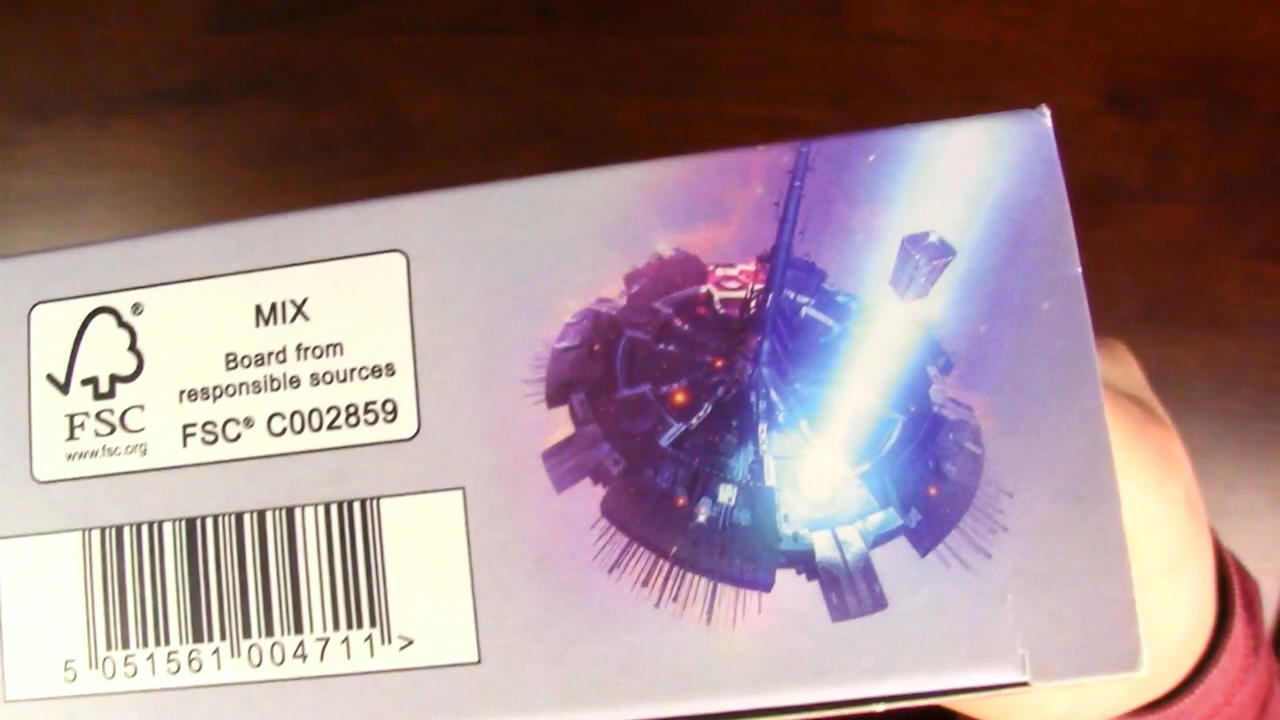 MIX
Board from
responsible sources
FSC® C002859
®
FSC
www.fsc.org
5 051561 004711 >